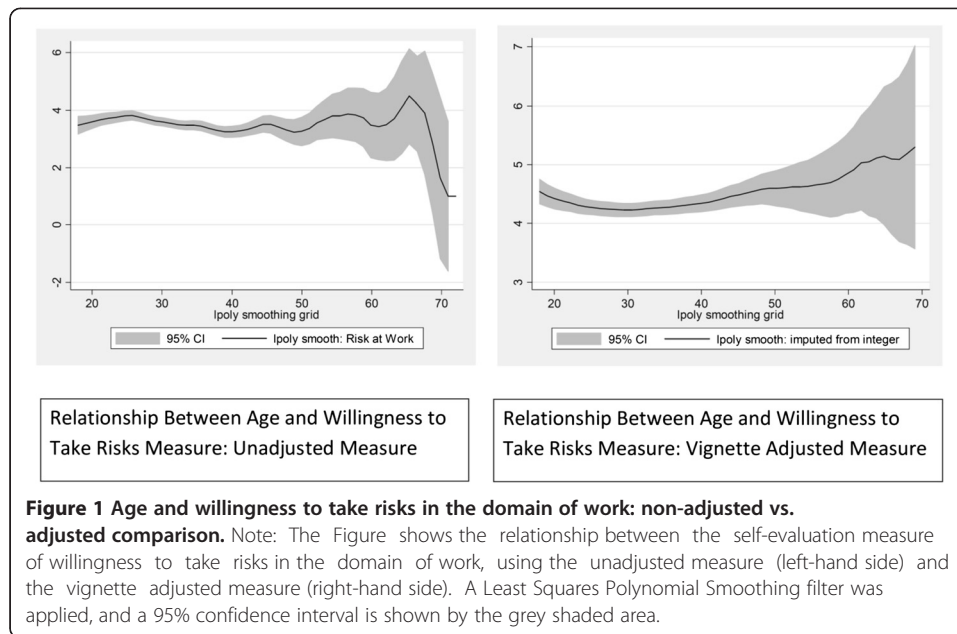 6
4
2
0
-2
20 30 40 50 60 70
lpoly smoothing grid
95% CI lpoly smooth: Risk at Work
7
6
5
4
3
20 30 40 50 60 70
lpoly smoothing grid
95% CI lpoly smooth: imputed from integer
Relationship Between Age and Willingness to
Take Risks Measure: Unadjusted Measure
Relationship Between Age and Willingness to
Take Risks Measure: Vignette Adjusted Measure
Figure 1 Age and willingness to take risks in the domain of work: non-adjusted vs.
adjusted comparison. Note: The Figure shows the relationship between the self-evaluation measure
of willingness to take risks in the domain of work, using the unadjusted measure (left-hand side) and
the vignette adjusted measure (right-hand side). A Least Squares Polynomial Smoothing filter was
applied, and a 95% confidence interval is shown by the grey shaded area.